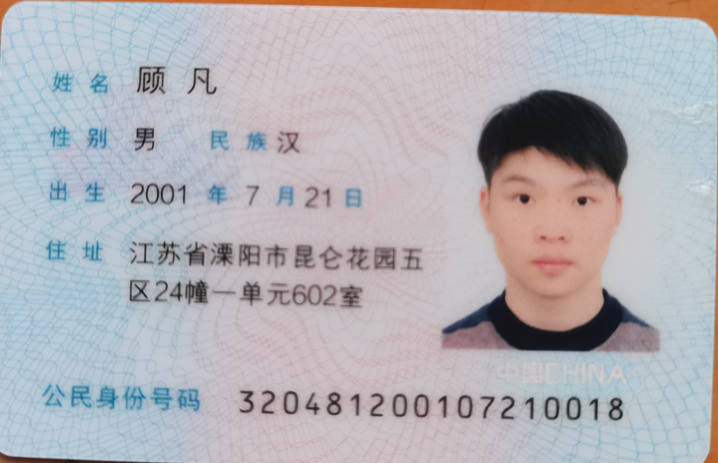 姓名 顾凡
性别 男 民族 汉
出生 2001 年 7 月 21 日
住址 江苏省溧阳市昆仑花园五
区24幢一单元602室
中国CHINA
公民身份号码 320481200107210018